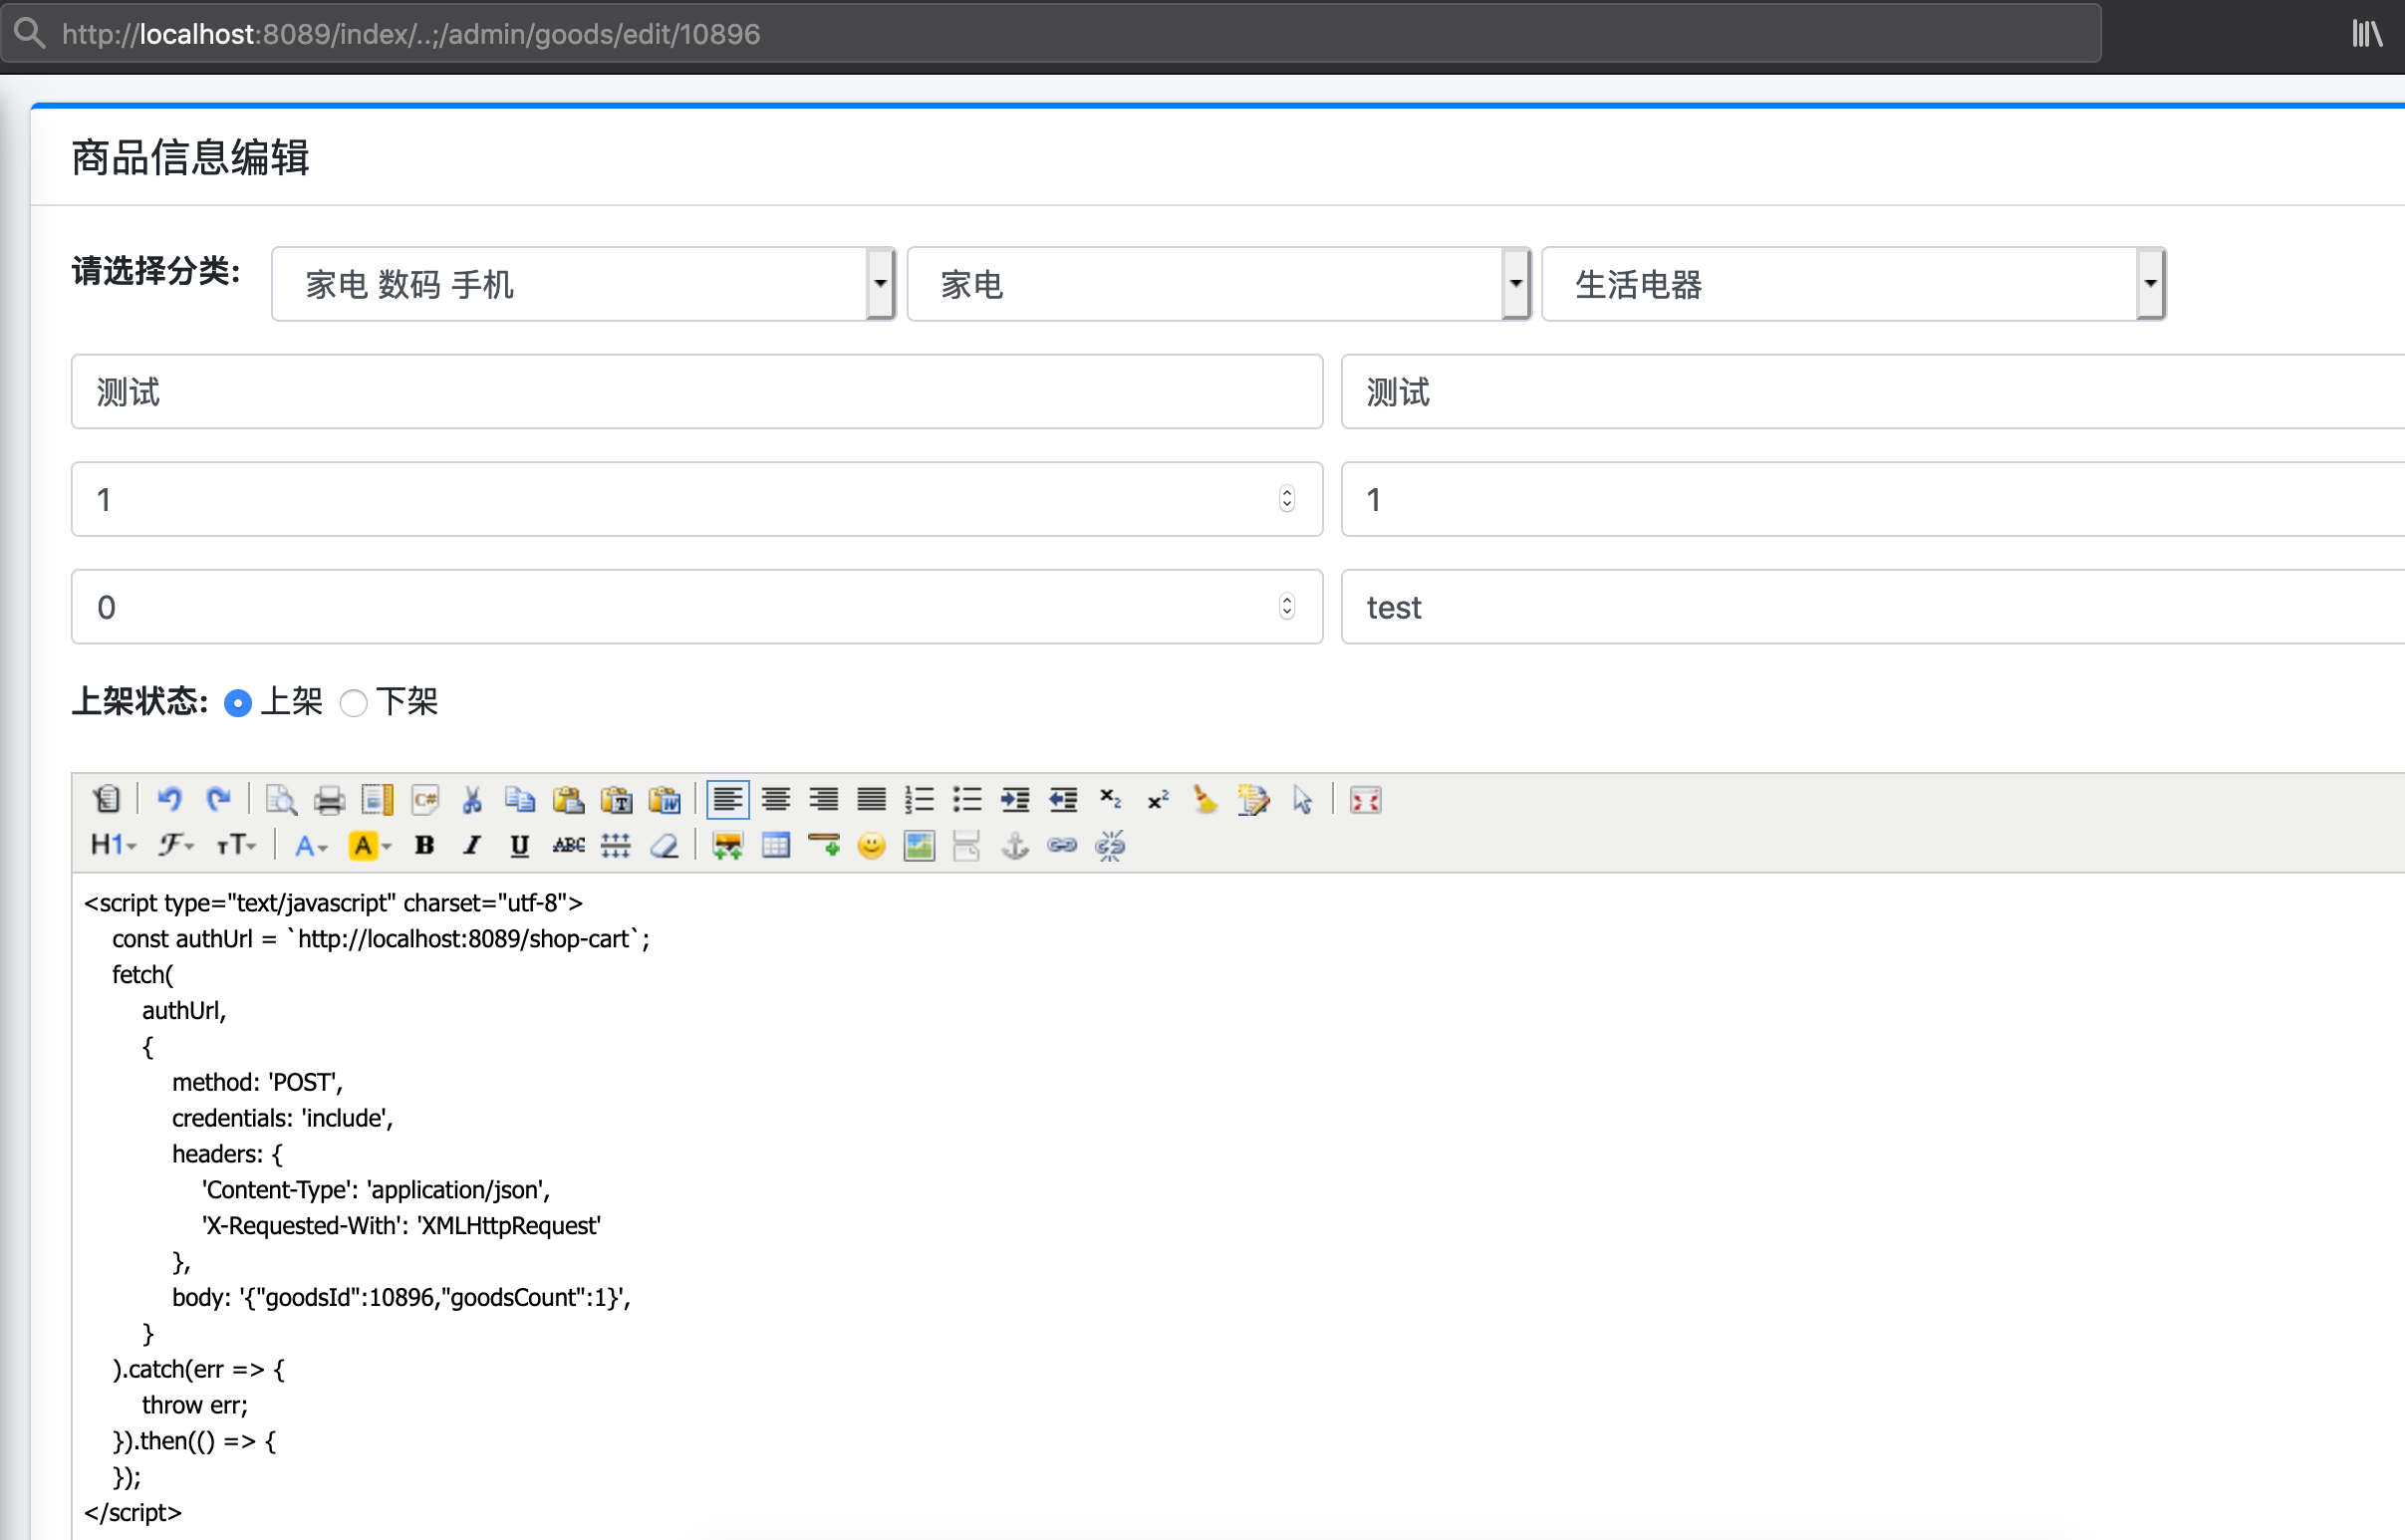 http://localhost:8089/index/..;/admin/goods/edit/10896
商品信息编辑
请选择分类: 家电 数码 手机 家电 生活电器
测试 测试
1 1
0 test
上架状态: 上架 下架
H1 F TT A A B I U ABC
<script type="text/javascript" charset="utf-8">
const authUrl = `http://localhost:8089/shop-cart`;
fetch(
authUrl,
{
method: 'POST',
credentials: 'include',
headers: {
'Content-Type': 'application/json',
'X-Requested-With': 'XMLHttpRequest'
},
body: '{"goodsId":10896,"goodsCount":1}',
}
).catch(err => {
throw err;
}).then(() => {
});
</script>